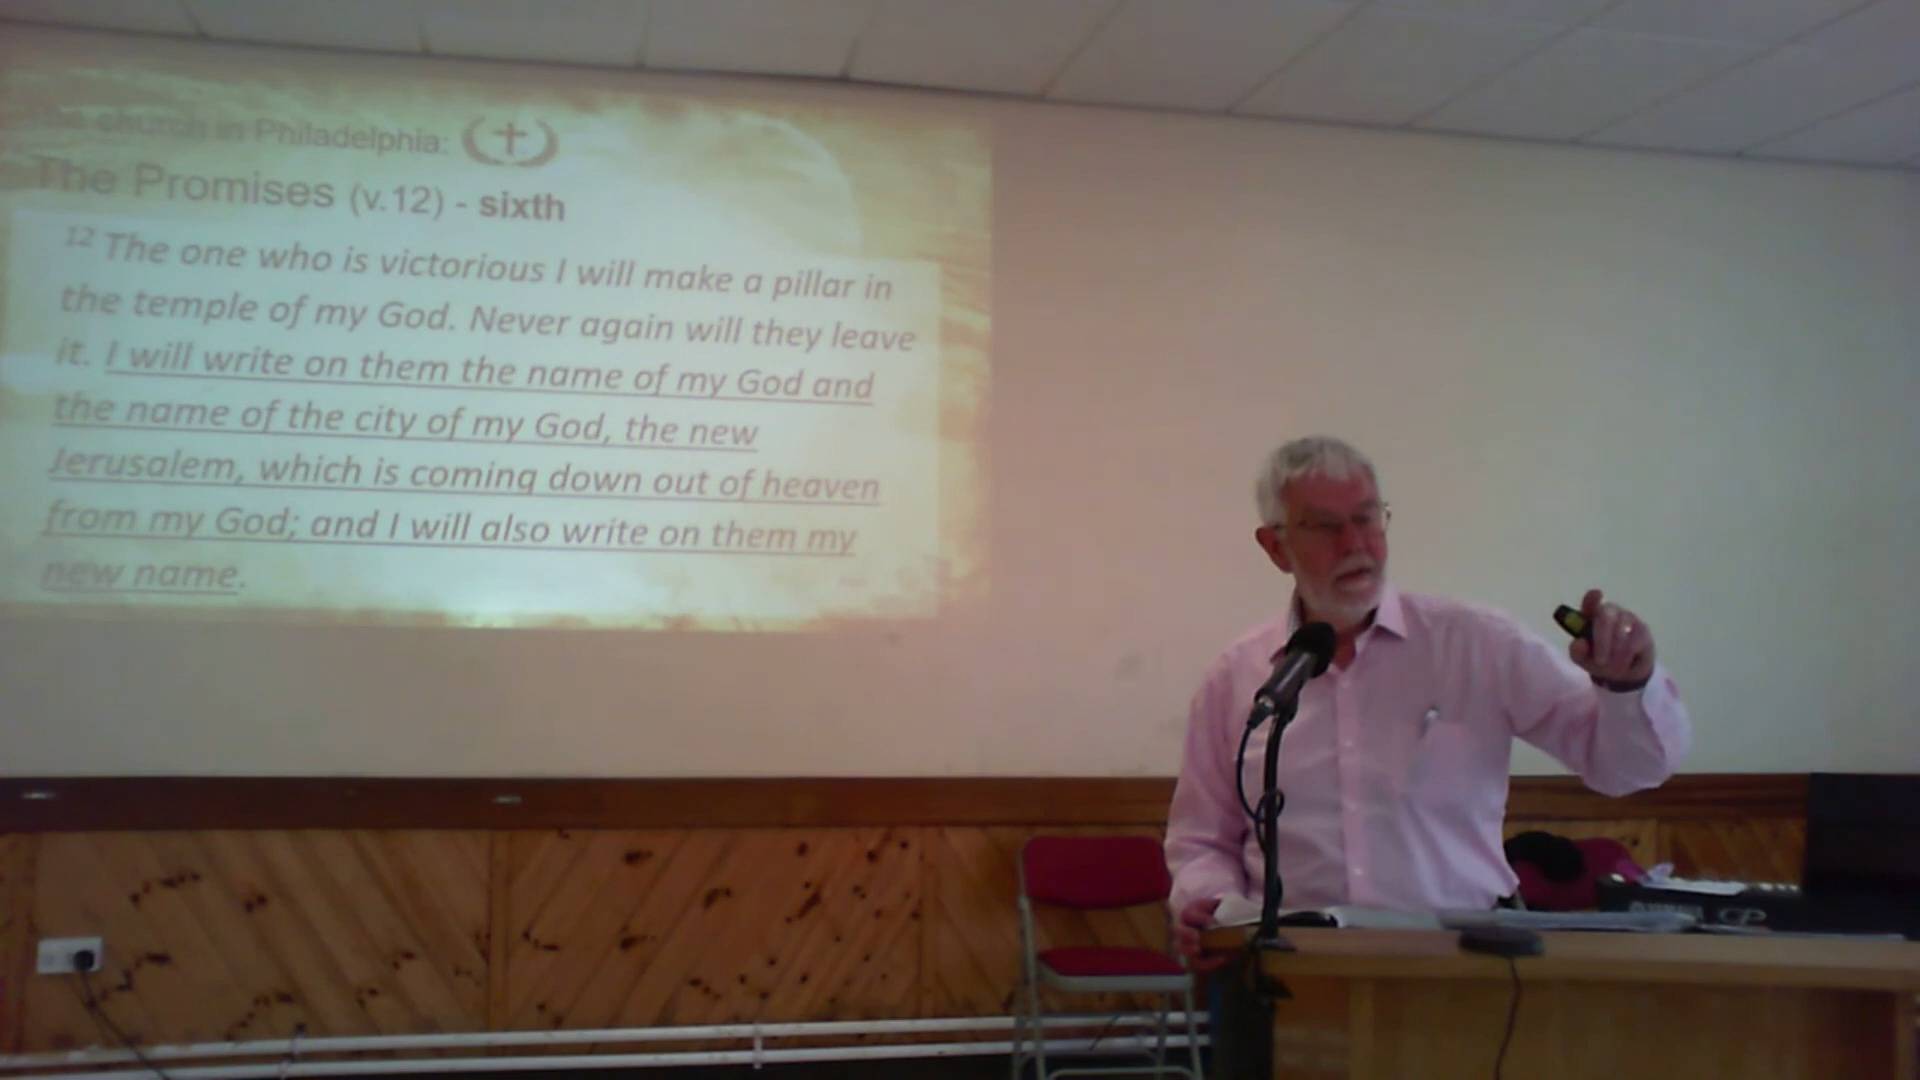 The church in Philadelphia:
The Promises (v.12) - sixth
12 The one who is victorious I will make a pillar in
the temple of my God. Never again will they leave
it. I will write on them the name of my God and
the name of the city of my God, the new
Jerusalem, which is coming down out of heaven
from my God; and I will also write on them my
new name.
YAMAHA CP